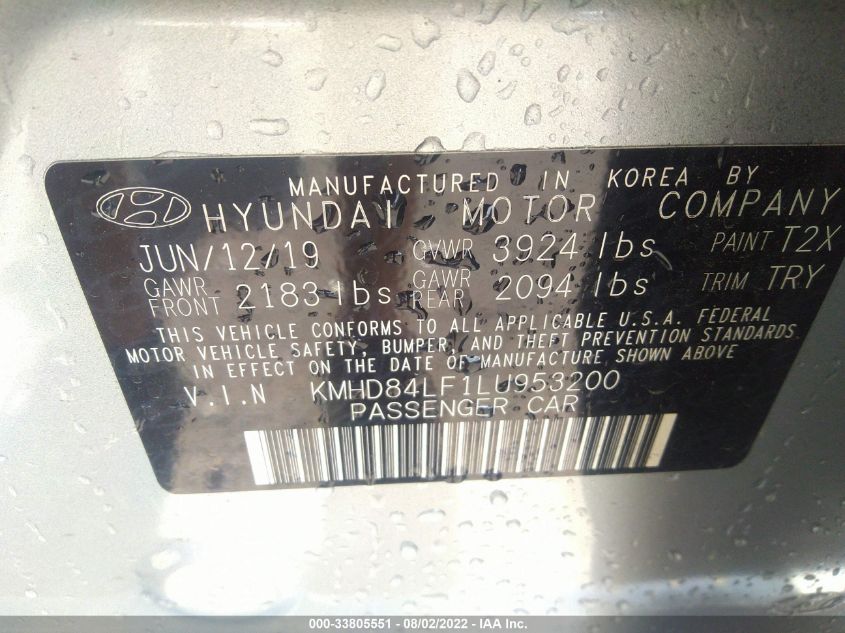 MANUFACTURED IN KOREA BY
HYUNDAI MOTOR COMPANY
JUN/12/19 GVWR 3924 lbs PAINT T2X
GAWR FRONT 2183 lbs GAWR REAR 2094 lbs TRIM TRY
THIS VEHICLE CONFORMS TO ALL APPLICABLE U.S.A. FEDERAL
MOTOR VEHICLE SAFETY, BUMPER, AND THEFT PREVENTION STANDARDS
IN EFFECT ON THE DATE OF MANUFACTURE, SHOWN ABOVE
V.I.N KMHD84LF1LU953200
PASSENGER CAR
000-33805551 - 08/02/2022 - IAA Inc.